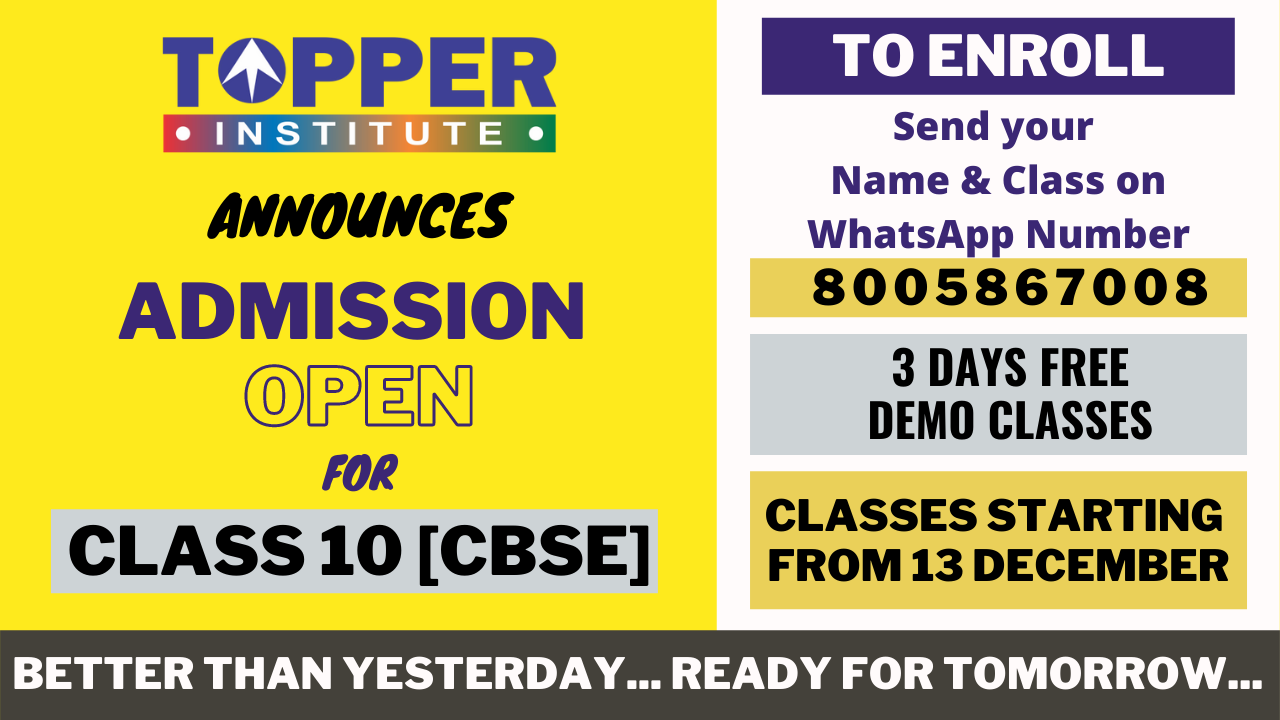 TOPPER
• INSTITUTE •
ANNOUNCES
ADMISSION
OPEN
FOR
CLASS 10 [CBSE]
TO ENROLL
Send your
Name & Class on
WhatsApp Number
8005867008
3 DAYS FREE
DEMO CLASSES
CLASSES STARTING
FROM 13 DECEMBER
BETTER THAN YESTERDAY... READY FOR TOMORROW...